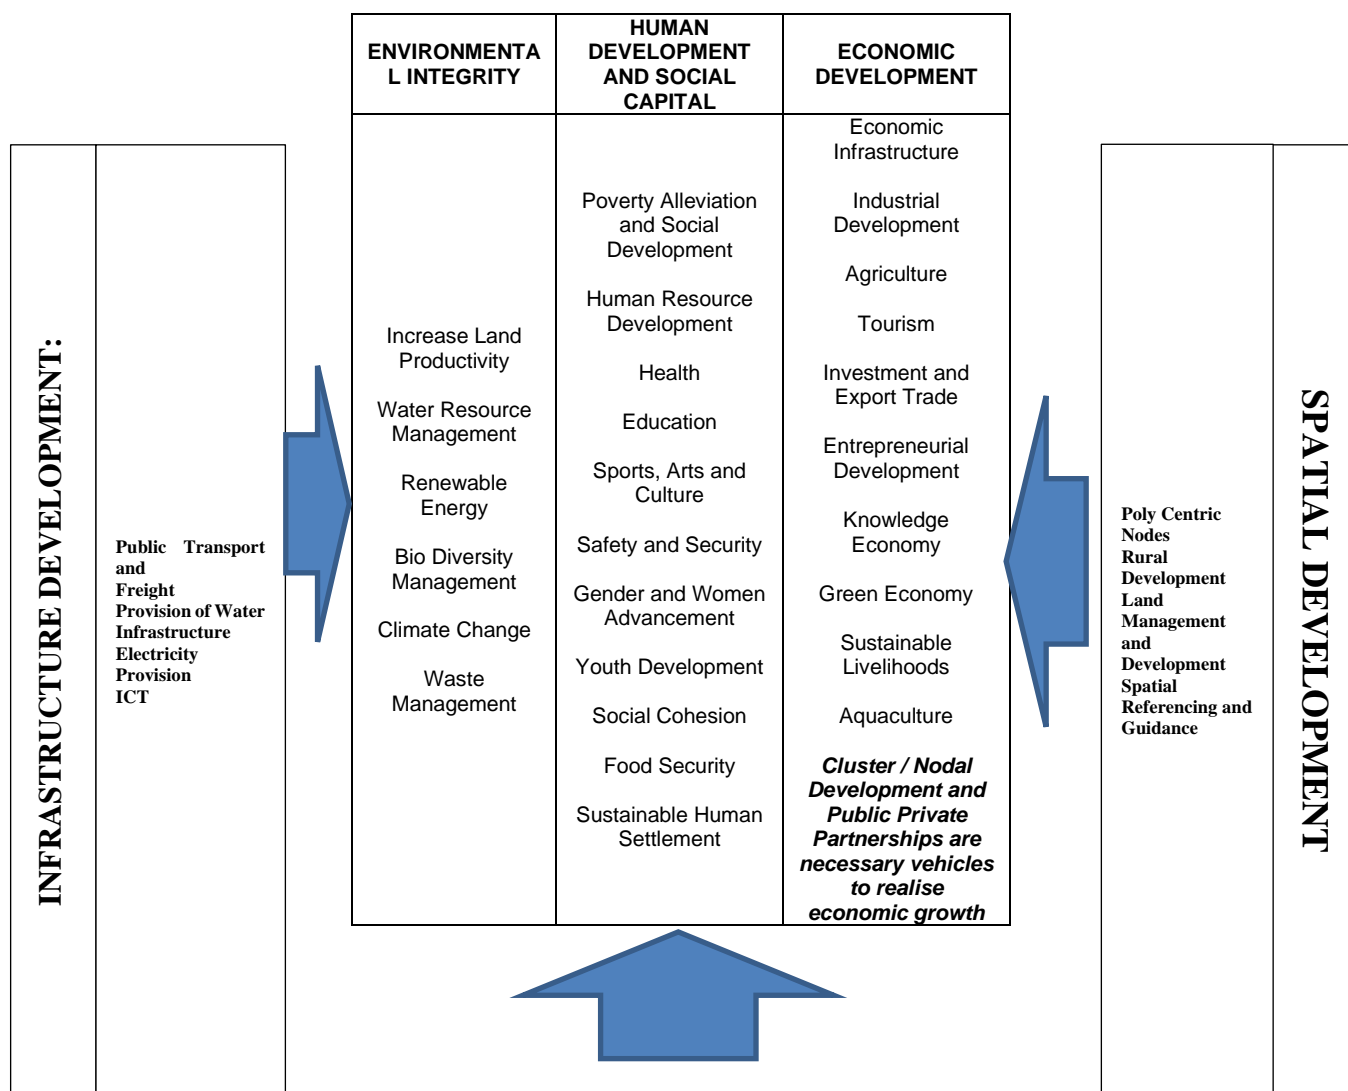 INFRASTRUCTURE DEVELOPMENT:
Public Transport
and
Freight
Provision of Water
Infrastructure
Electricity
Provision
ICT
ENVIRONMENTA
L INTEGRITY
Increase Land
Productivity
Water Resource
Management
Renewable
Energy
Bio Diversity
Management
Climate Change
Waste
Management
HUMAN
DEVELOPMENT
AND SOCIAL
CAPITAL
Poverty Alleviation
and Social
Development
Human Resource
Development
Health
Education
Sports, Arts and
Culture
Safety and Security
Gender and Women
Advancement
Youth Development
Social Cohesion
Food Security
Sustainable Human
Settlement
ECONOMIC
DEVELOPMENT
Economic
Infrastructure
Industrial
Development
Agriculture
Tourism
Investment and
Export Trade
Entrepreneurial
Development
Knowledge
Economy
Green Economy
Sustainable
Livelihoods
Aquaculture
Cluster / Nodal
Development and
Public Private
Partnerships are
necessary vehicles
to realise
economic growth
Poly Centric
Nodes
Rural
Development
Land
Management
and
Development
Spatial
Referencing and
Guidance
SPATIAL DEVELOPMENT